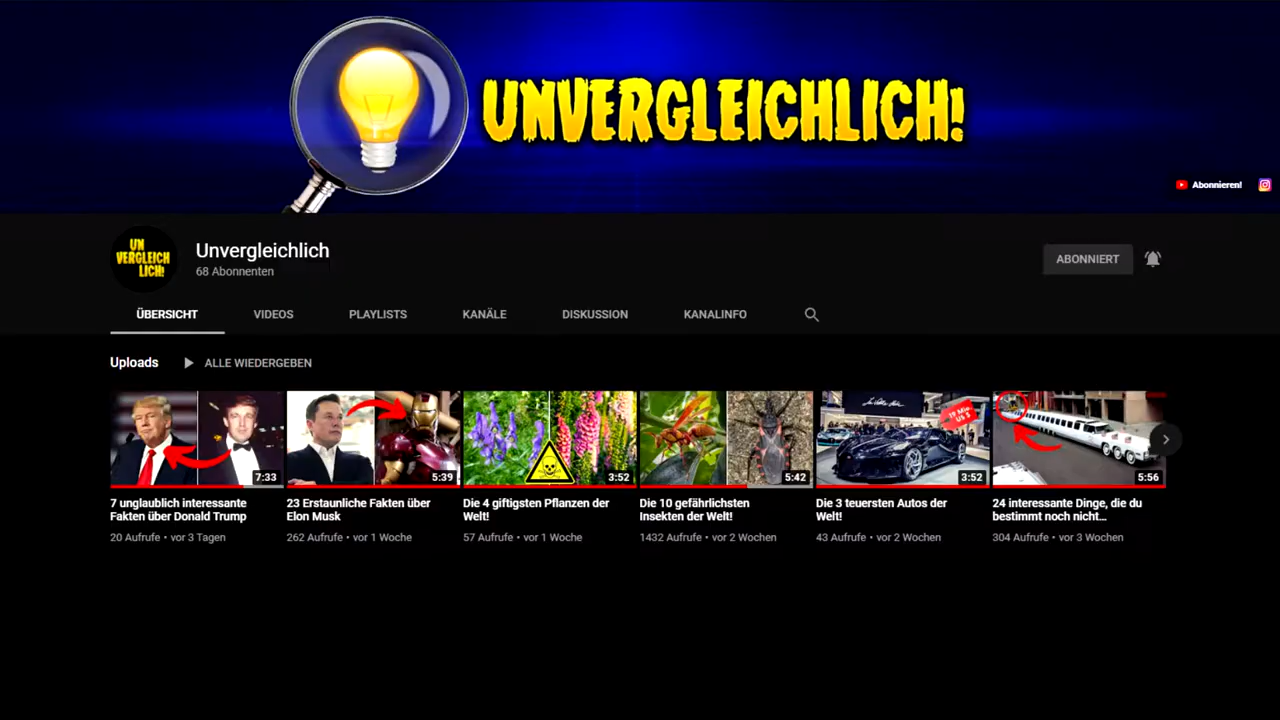 UNVERGLEICHLICH!
Abonnieren!
UN
VERGLEICH
LICH!
Unvergleichlich
68 Abonnenten
ABONNIERT
ÜBERSICHT VIDEOS PLAYLISTS KANÄLE DISKUSSION KANALINFO
Uploads ALLE WIEDERGEBEN
7:33
5:39
3:52
5:42
19 Mio
US $
3:52
5:56
7 unglaublich interessante
Fakten über Donald Trump
20 Aufrufe • vor 3 Tagen
23 Erstaunliche Fakten über
Elon Musk
262 Aufrufe • vor 1 Woche
Die 4 giftigsten Pflanzen der
Welt!
57 Aufrufe • vor 1 Woche
Die 10 gefährlichsten
Insekten der Welt!
1432 Aufrufe • vor 2 Wochen
Die 3 teuersten Autos der
Welt!
43 Aufrufe • vor 2 Wochen
24 interessante Dinge, die du
bestimmt noch nicht...
304 Aufrufe • vor 3 Wochen